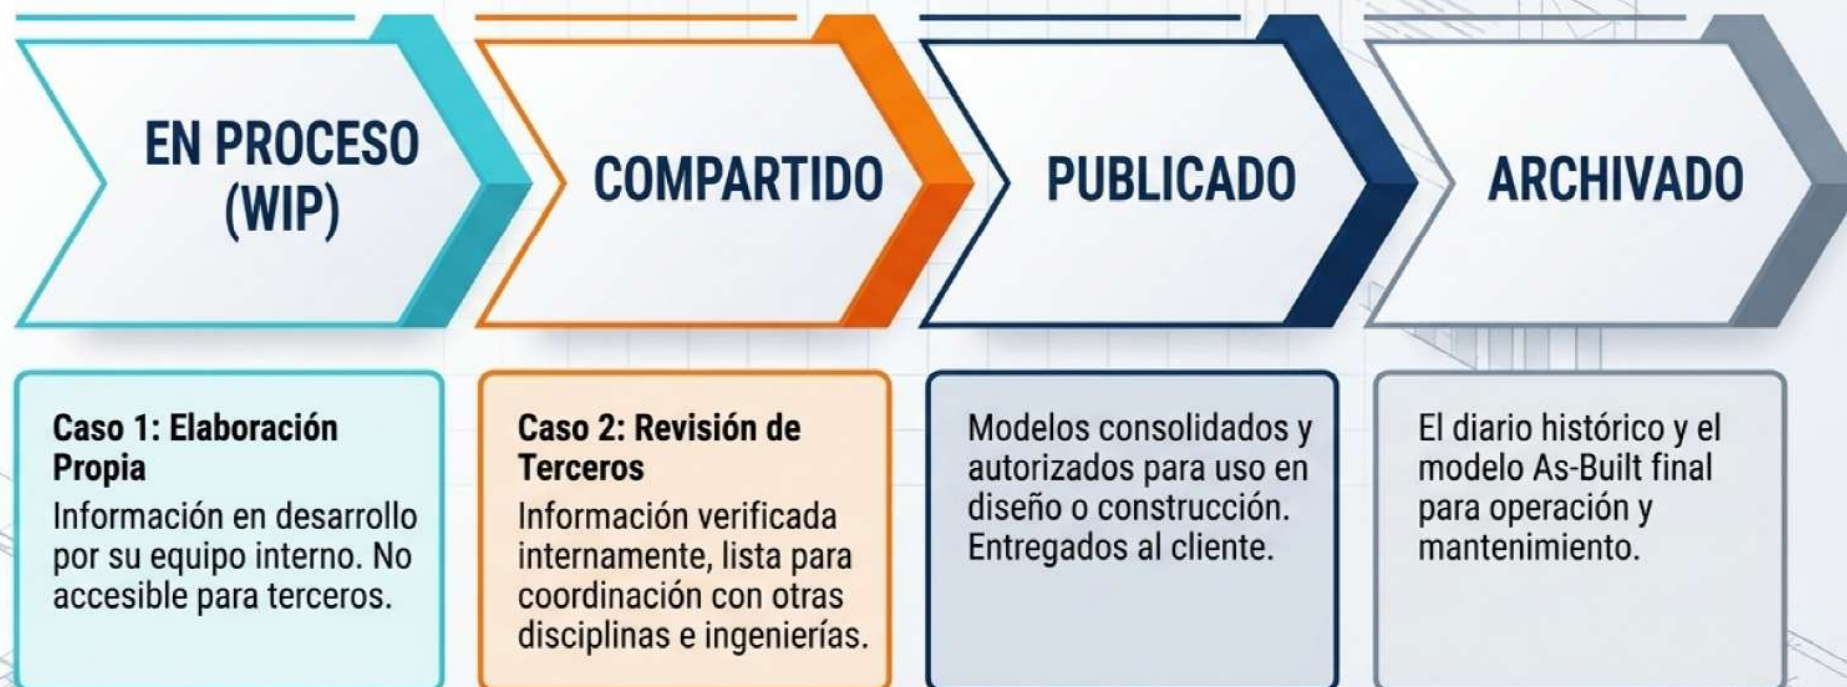 EN PROCESO
(WIP)
COMPARTIDO
PUBLICADO
ARCHIVADO
Caso 1: Elaboración
Propia
Información en desarrollo
por su equipo interno. No
accesible para terceros.
Caso 2: Revisión de
Terceros
Información verificada
internamente, lista para
coordinación con otras
disciplinas e ingenierías.
Modelos consolidados y
autorizados para uso en
diseño o construcción.
Entregados al cliente.
El diario histórico y el
modelo As-Built final
para operación y
mantenimiento.